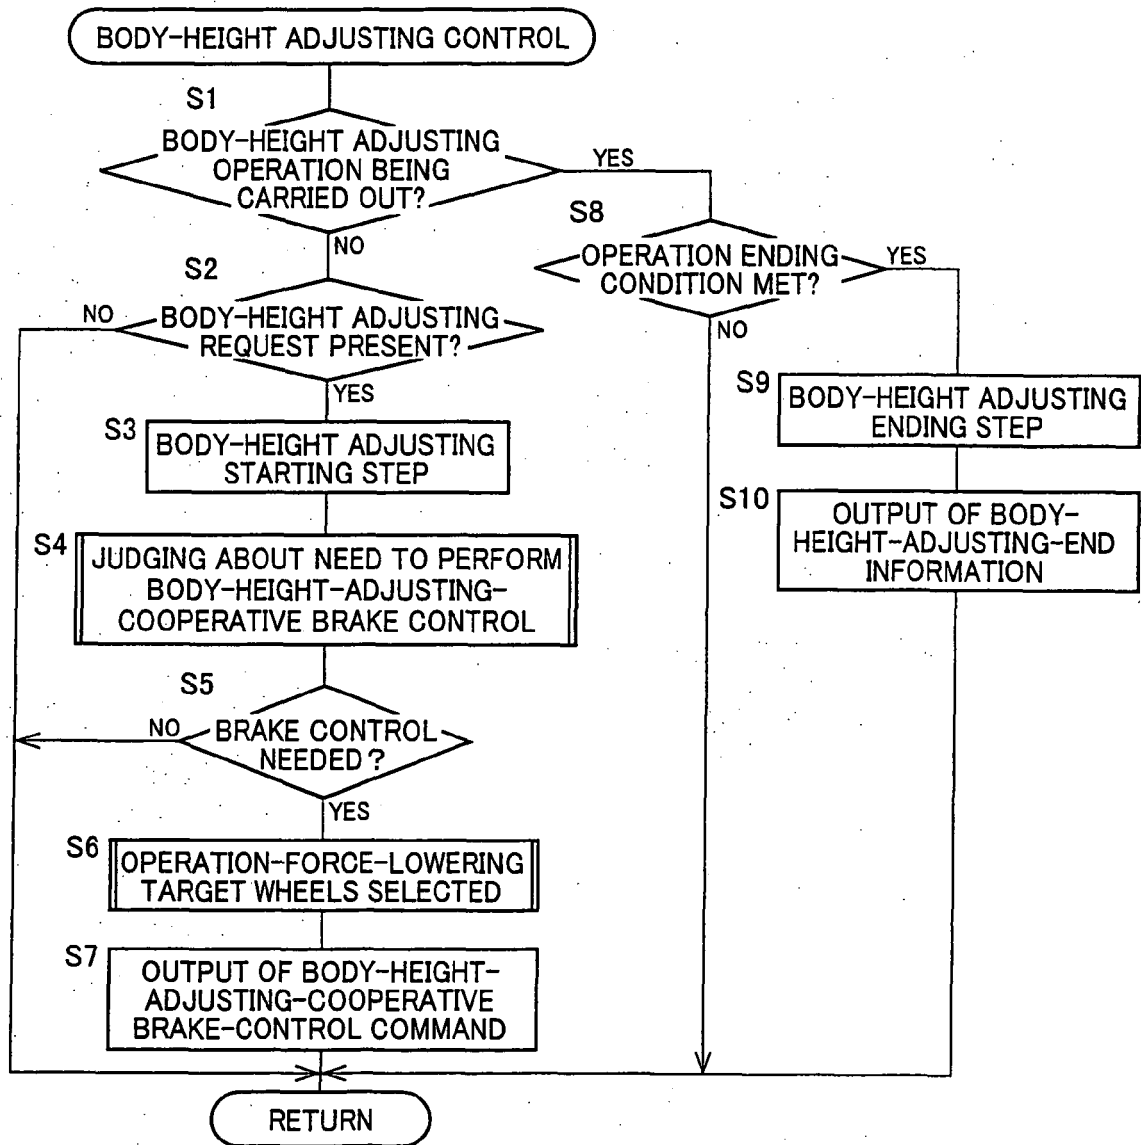 BODY-HEIGHT ADJUSTING CONTROL
S1
BODY-HEIGHT ADJUSTING
OPERATION BEING
CARRIED OUT?
YES
NO
S8
OPERATION ENDING
CONDITION MET?
YES
NO
S2
BODY-HEIGHT ADJUSTING
REQUEST PRESENT?
NO
YES
S9
BODY-HEIGHT ADJUSTING
ENDING STEP
S3
BODY-HEIGHT ADJUSTING
STARTING STEP
S10
OUTPUT OF BODY-
HEIGHT-ADJUSTING-END
INFORMATION
S4
JUDGING ABOUT NEED TO PERFORM
BODY-HEIGHT-ADJUSTING-
COOPERATIVE BRAKE CONTROL
S5
BRAKE CONTROL
NEEDED?
NO
YES
S6
OPERATION-FORCE-LOWERING
TARGET WHEELS SELECTED
S7
OUTPUT OF BODY-HEIGHT-
ADJUSTING-COOPERATIVE
BRAKE-CONTROL COMMAND
RETURN